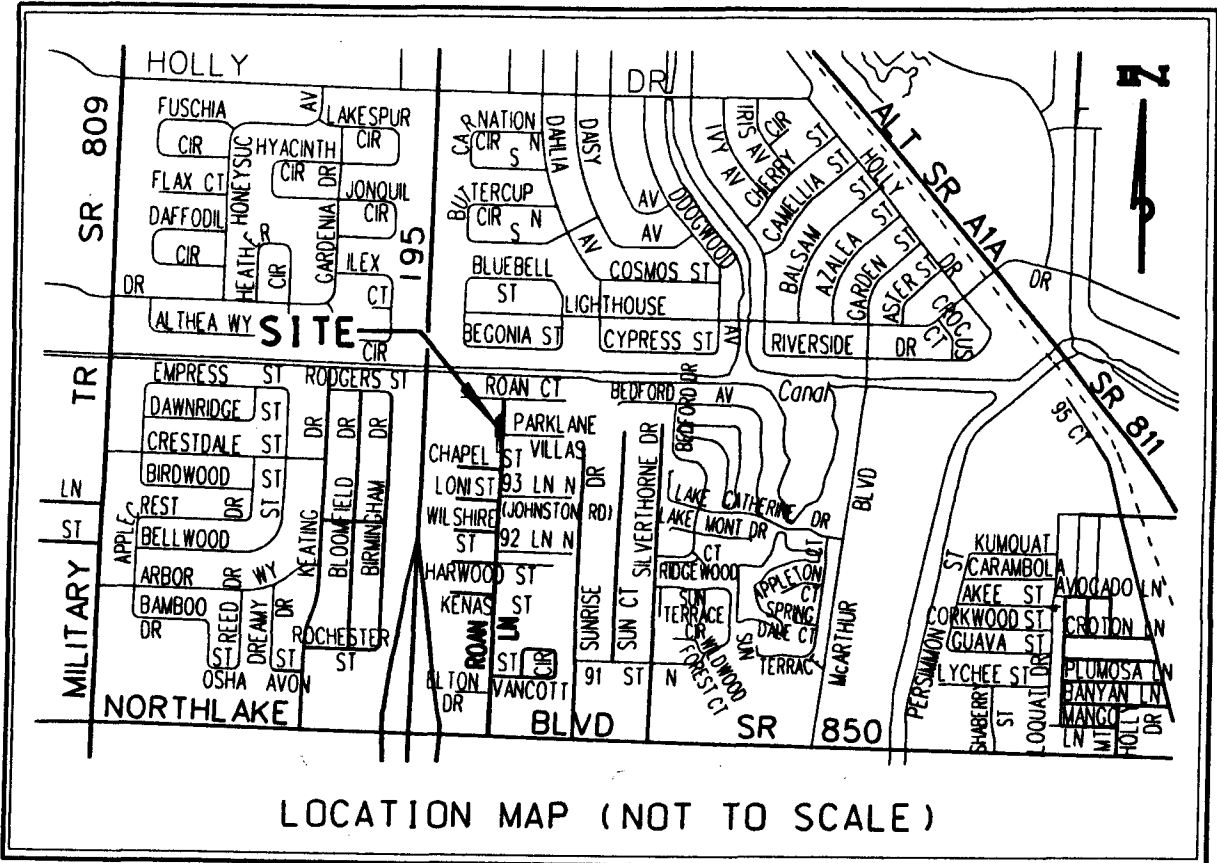 HOLLY DR
SR 809
FUSCHIA
CIR
AV
LAKESPUR
CIR
HYACINTH
CIR
HONEYSUC
FLAX CT
DAFFODIL
CIR
HEATH R
CIR
GARDENIA DR
JONQUIL
CIR
ILEX
CT
CIR
DR
ALTHEA WY
SITE
I95
CAR NATION
CIR N
S
BUT TERCUP
CIR N
S
BLUEBELL
ST
BEGONIA ST
LIGHTHOUSE
DAHLIA
AV
DAISY
AV
AV
DDOGWOOD
AV
COSMOS ST
CYPRESS ST
IVY AV
IRIS AV
CIR
CHERRY ST
CAMELLIA ST
BALSAM ST
AZALEA ST
GARDEN ST
ASTER ST
HOLLY DR
CROCUS
CT
RIVERSIDE DR
ALT SR A1A
DR
N
SR 811
95 CT
MILITARY TR
LN
ST
EMPRESS ST
DAWNRIDGE ST
CRESTDALE ST
BIRDWOOD ST
REST DR
BELLWOOD
APPLEC
ARBOR DR WY
BAMBOO
DR
REED
ST
OSHA
DREAMY
DR
ST
AVON
RODGERS ST
KEATING DR
BLOOMFIELD DR
BIRMINGHAM DR
ROCHESTER
ST
ROAN CT
PARKLANE
VILLAS
CHAPEL ST
LONI ST
93 LN N
WILSHIRE
ST
(JOHNSTON RD)
92 LN N
HARWOOD ST
KENAS ST
ROAN LN
ST CIR
ELTON
DR
VANCOTT
SUNRISE DR
SUN CT
91 ST N
SILVERTHORNE DR
BEDFORD AV
BEDFORD DR
Canal
LAKE CATHERINE DR
LAKE MONT DR
CT
RIDGEWOOD
SUN
TERRACE
CIR
WILDWOOD
FOREST CT
APPLETON
CT
CT
SPRING
DALE CT
SUN
TERRAC
McARTHUR BLVD
PERSIMMON ST
KUMQUAT
CARAMBOLA
AKEE ST
CORKWOOD ST
GUAVA ST
LYCHEE ST
SHABERRY
ST
LOQUAT DR
AVOCADO LN
CROTON LN
PLUMOSA LN
BANYAN LN
MANGO
LN
MT
HOLLY
DR
NORTHLAKE BLVD SR 850
LOCATION MAP (NOT TO SCALE)